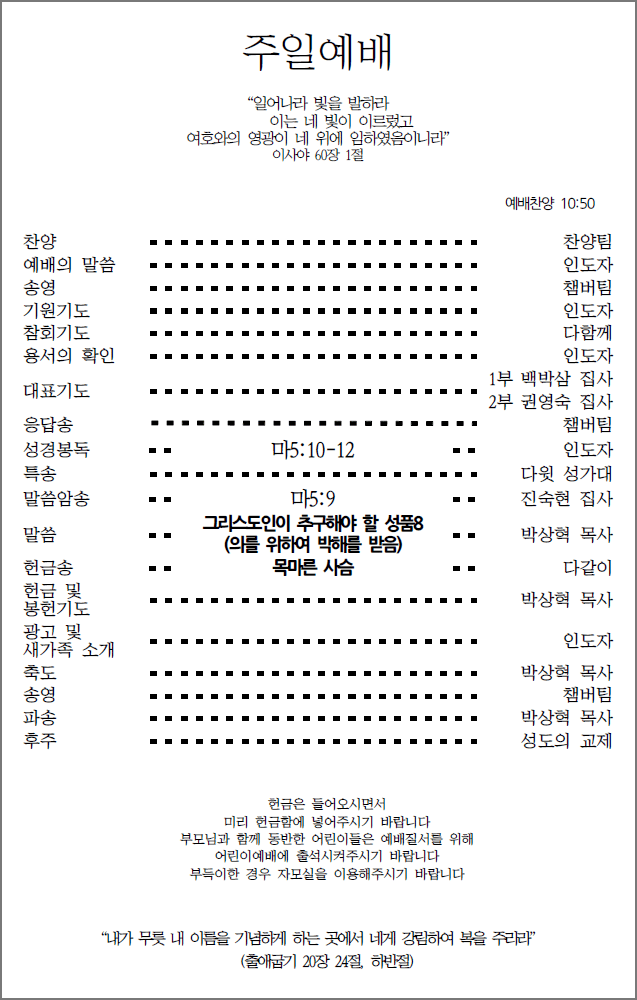 주일예배
“일어나라 빛을 발하라
이는 네 빛이 이르렀고
여호와의 영광이 네 위에 임하였음이니라”
이사야 60장 1절
예배찬양 10:50
찬양 찬양팀
예배의 말씀 인도자
송영 챔버팀
기원기도 인도자
참회기도 다함께
용서의 확인 인도자
대표기도 1부 백박삼 집사
2부 권영숙 집사
응답송 챔버팀
성경봉독 마5:10-12 인도자
특송 다윗 성가대
말씀암송 마5:9 진숙현 집사
말씀 그리스도인이 추구해야 할 성품8 박상혁 목사
(의를 위하여 박해를 받음)
헌금송 목마른 사슴 다같이
헌금 및
봉헌기도 박상혁 목사
광고 및
새가족 소개 인도자
축도 박상혁 목사
송영 챔버팀
파송 박상혁 목사
후주 성도의 교제
헌금은 들어오시면서
미리 헌금함에 넣어주시기 바랍니다
부모님과 함께 동반한 어린이들은 예배질서를 위해
어린이예배에 출석시켜주시기 바랍니다
부득이한 경우 자모실을 이용해주시기 바랍니다
“내가 무릇 내 이름을 기념하게 하는 곳에서 네게 강림하여 복을 주리라”
(출애굽기 20장 24절, 하반절)